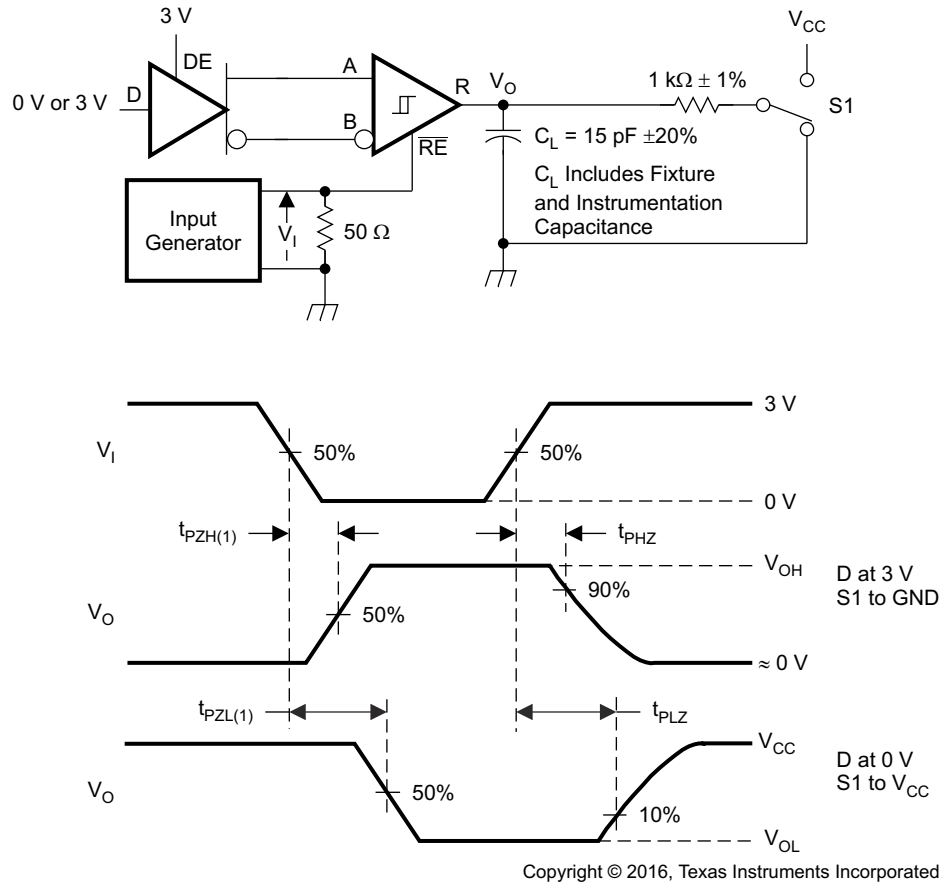 3 V
V_CC
DE
A
R
V_O
1 kΩ ± 1%
0 V or 3 V
D
S1
B
R̅E̅
C_L = 15 pF ±20%
C_L Includes Fixture
and Instrumentation
Capacitance
Input
Generator
V_I
50 Ω
3 V
V_I
50%
50%
0 V
t_PZH(1)
t_PHZ
V_OH
D at 3 V
S1 to GND
90%
V_O
50%
≈ 0 V
t_PZL(1)
t_PLZ
V_CC
D at 0 V
S1 to V_CC
V_O
50%
10%
V_OL
Copyright © 2016, Texas Instruments Incorporated